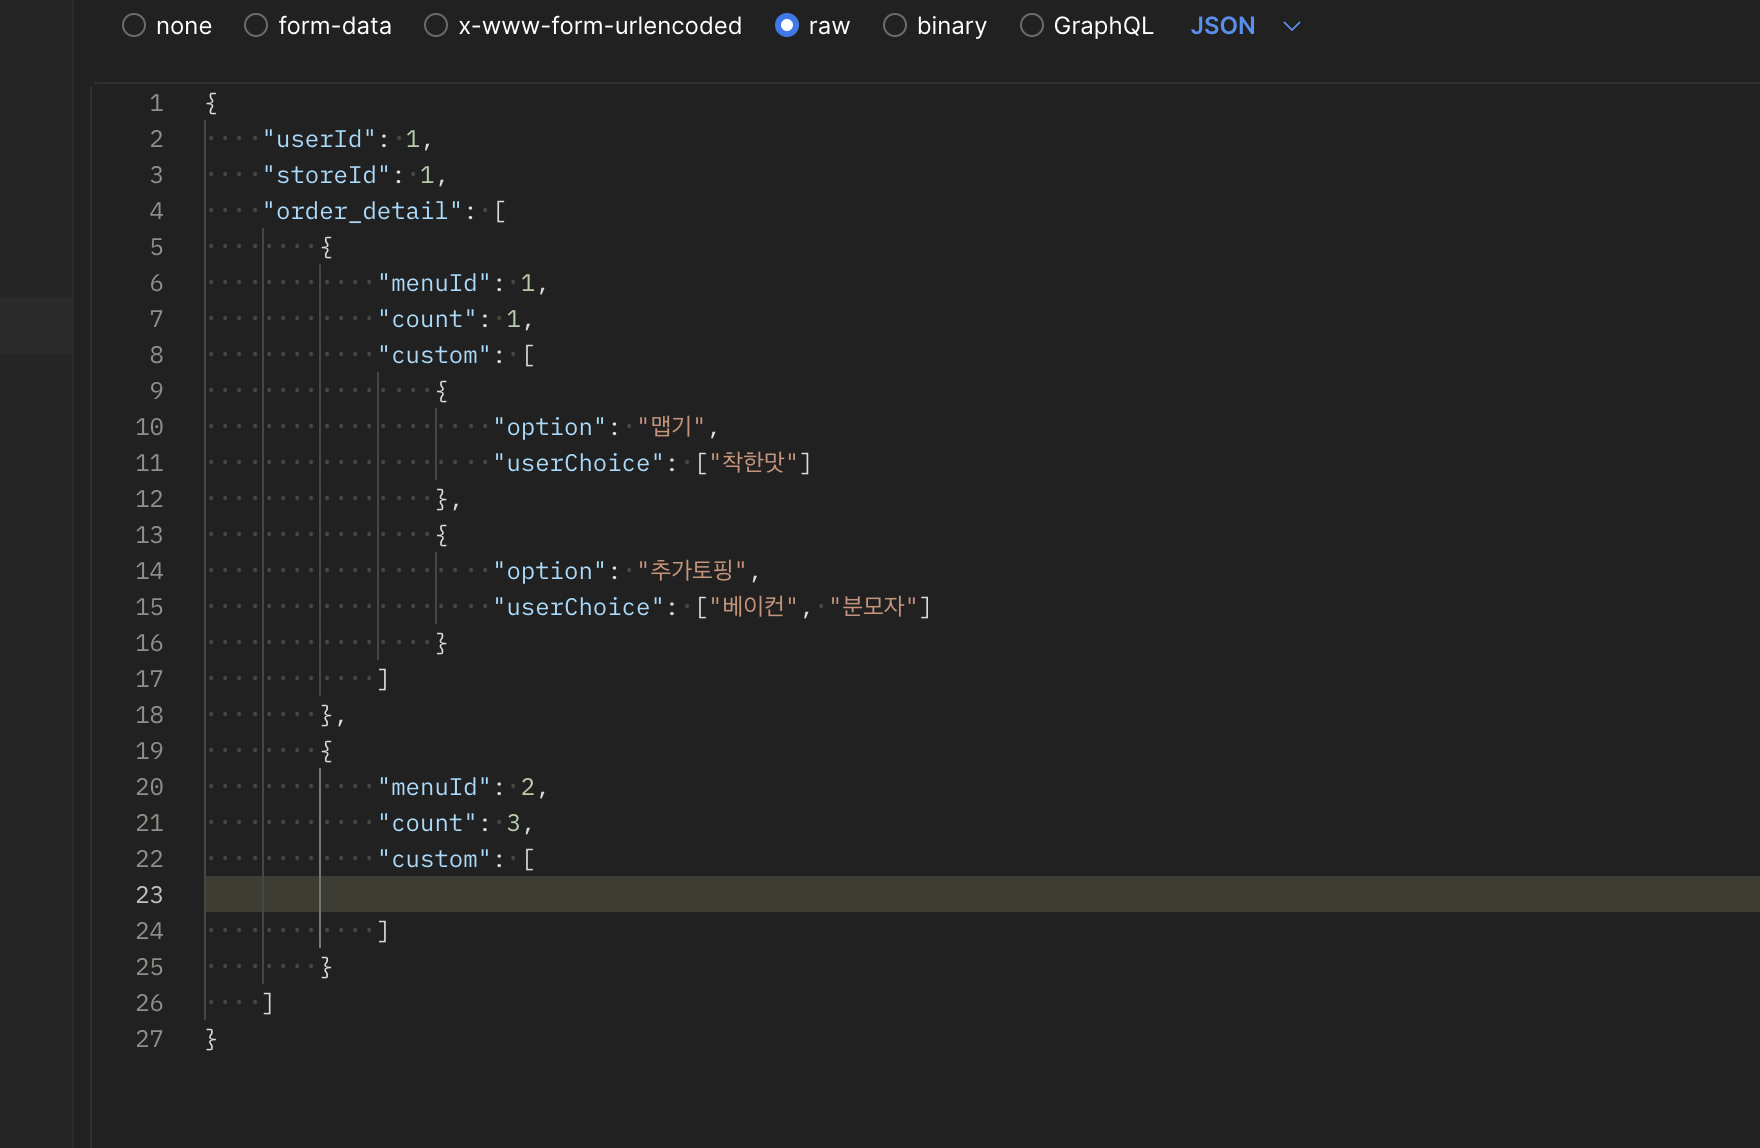 none form-data x-www-form-urlencoded raw binary GraphQL JSON
1 {
2 "userId": 1,
3 "storeId": 1,
4 "order_detail": [
5 {
6 "menuId": 1,
7 "count": 1,
8 "custom": [
9 {
10 "option": "맵기",
11 "userChoice": ["착한맛"]
12 },
13 {
14 "option": "추가토핑",
15 "userChoice": ["베이컨", "분모자"]
16 }
17 ]
18 },
19 {
20 "menuId": 2,
21 "count": 3,
22 "custom": [
23
24 ]
25 }
26 ]
27 }